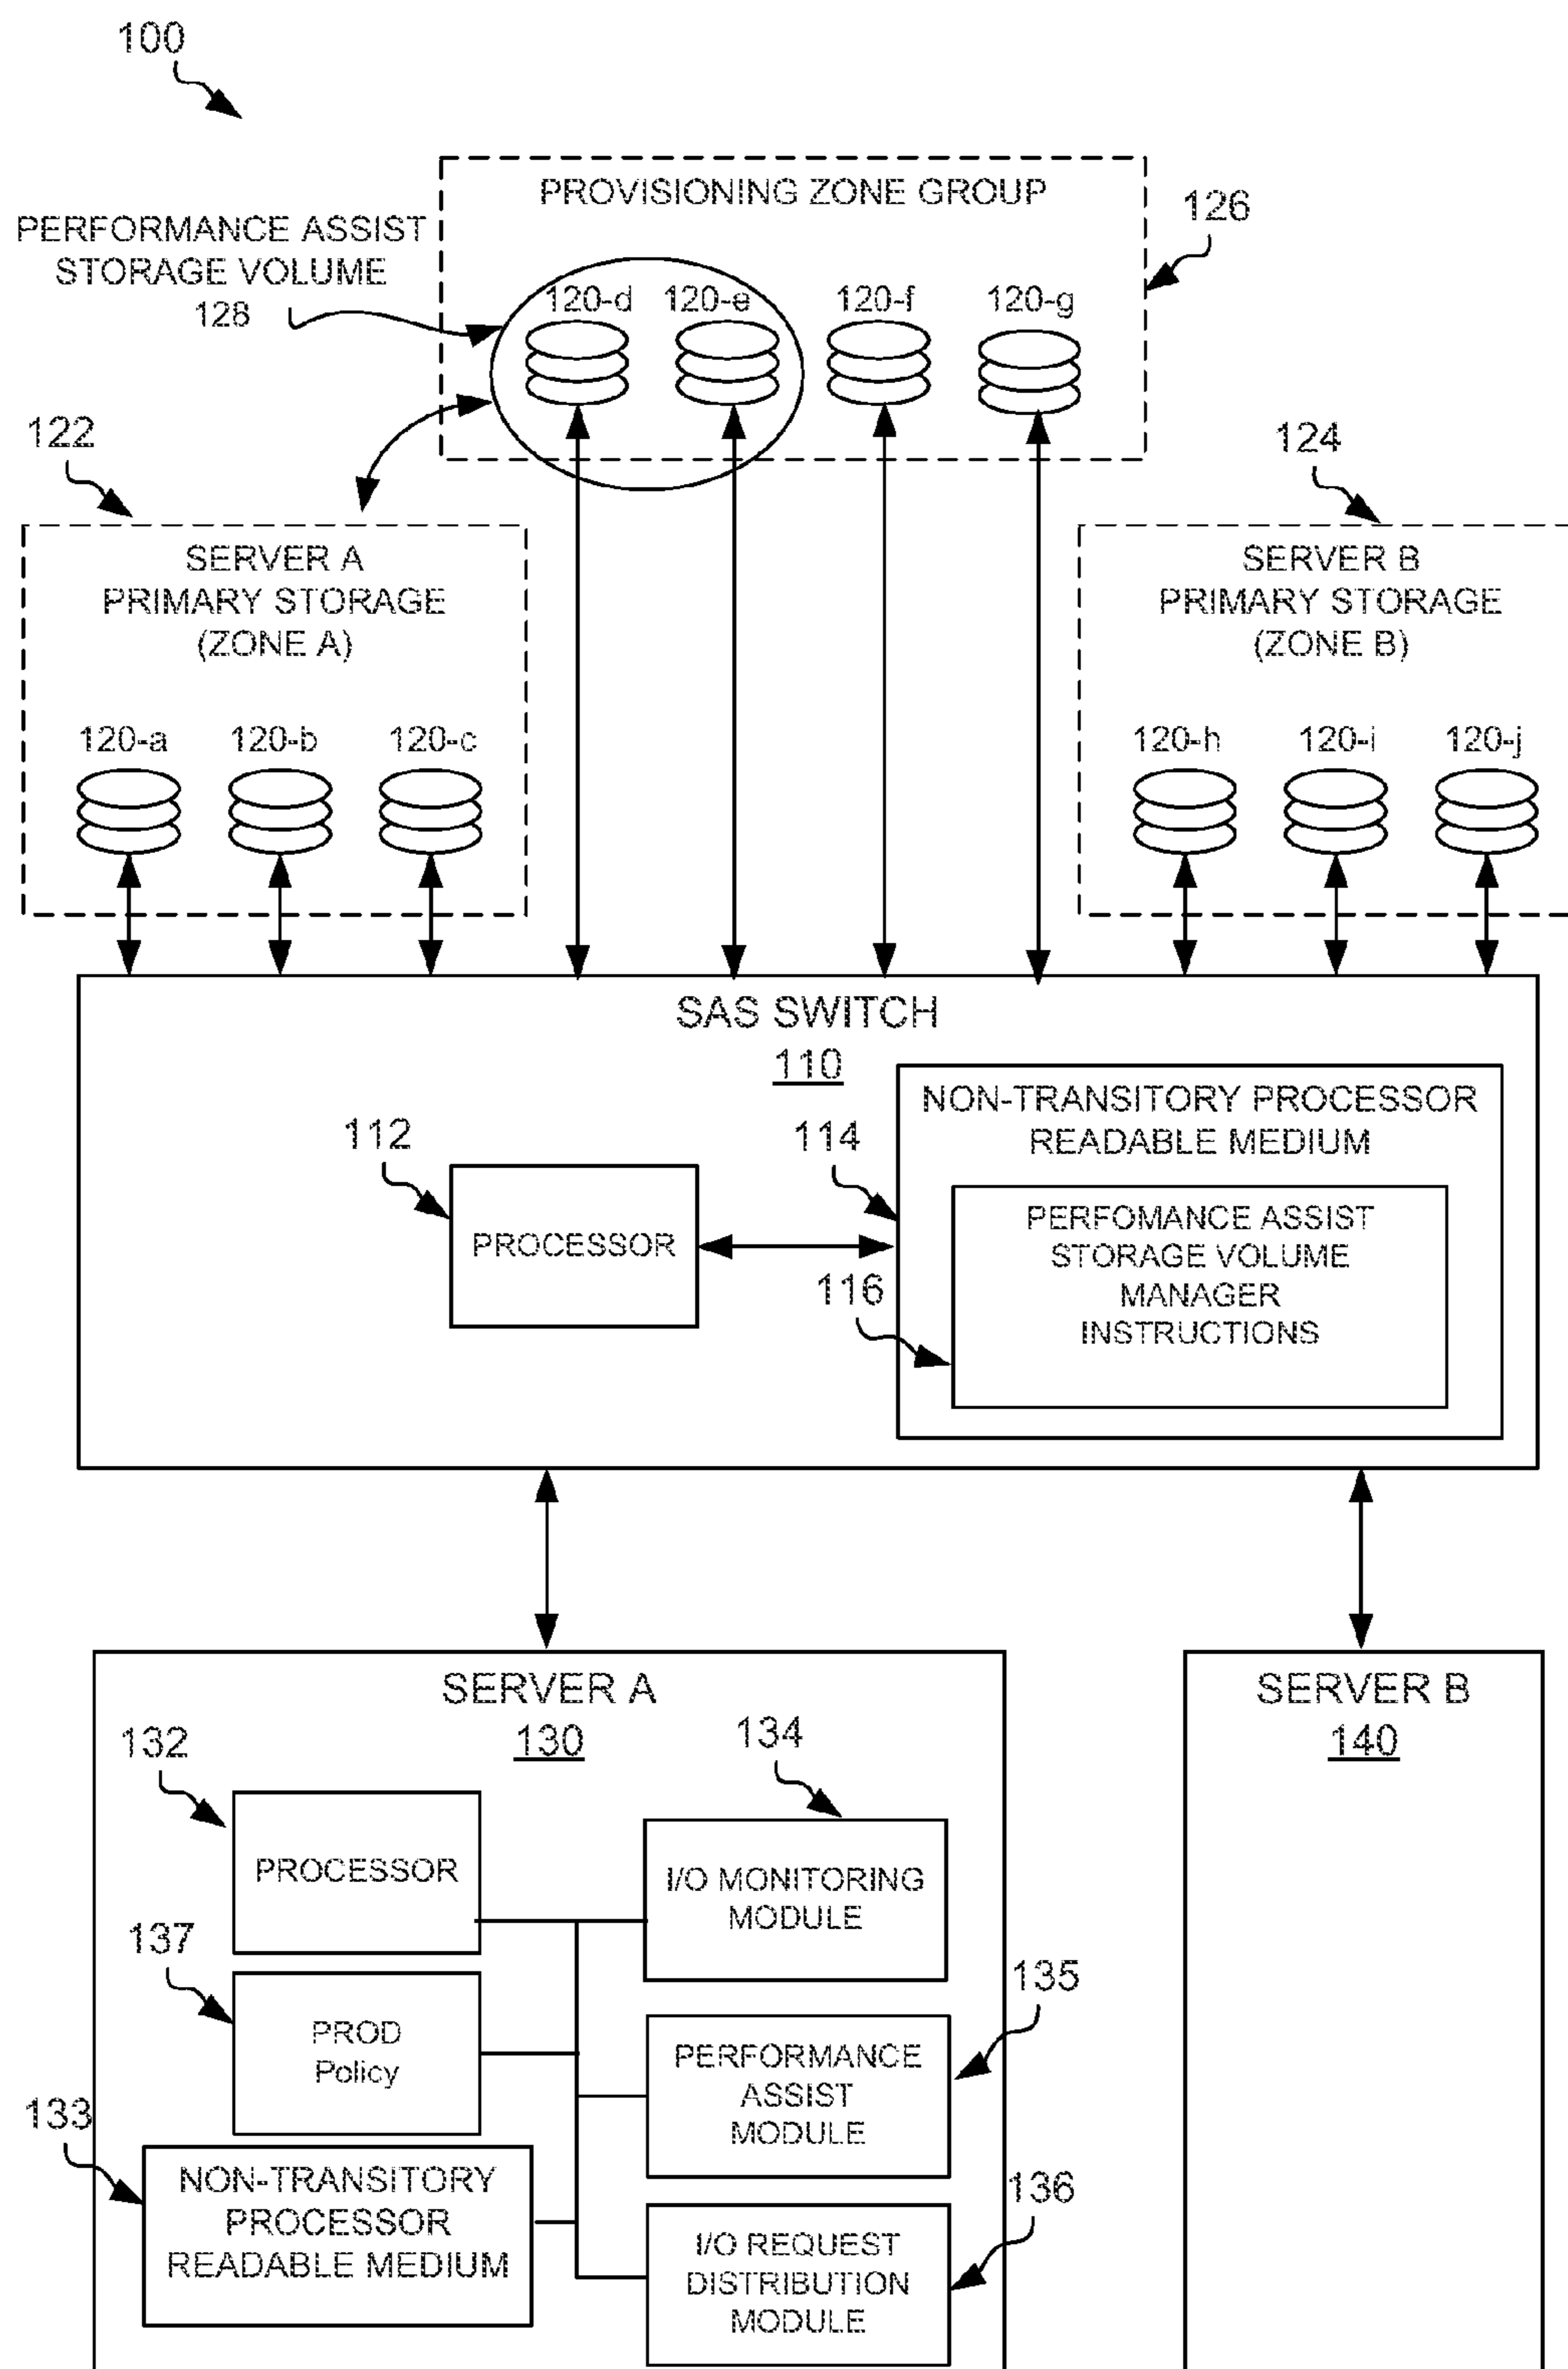 100
PROVISIONING ZONE GROUP
126
PERFORMANCE ASSIST
STORAGE VOLUME
128
120-d
120-e
120-f
120-g
122
124
SERVER A
PRIMARY STORAGE
(ZONE A)
SERVER B
PRIMARY STORAGE
(ZONE B)
120-a
120-b
120-c
120-h
120-i
120-j
SAS SWITCH
110
112
PROCESSOR
114
NON-TRANSITORY PROCESSOR
READABLE MEDIUM
116
PERFOMANCE ASSIST
STORAGE VOLUME
MANAGER
INSTRUCTIONS
SERVER A
130
132
PROCESSOR
134
I/O MONITORING
MODULE
137
PROD
Policy
135
PERFORMANCE
ASSIST
MODULE
133
NON-TRANSITORY
PROCESSOR
READABLE MEDIUM
136
I/O REQUEST
DISTRIBUTION
MODULE
SERVER B
140